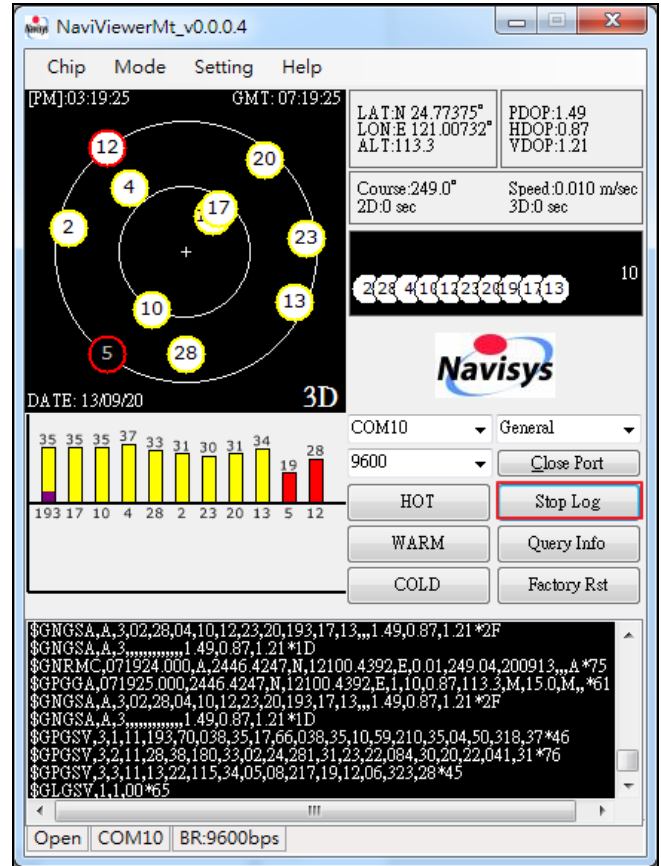 NaviViewerMt_v0.0.0.4
Chip Mode Setting Help
[PM]:03:19:25 GMT: 07:19:25
12
20
4
17
2
23
10
13
5
28
DATE: 13/09/20 3D
LAT:N 24.77375°
LON:E 121.00732°
ALT:113.3
PDOP:1.49
HDOP:0.87
VDOP:1.21
Course:249.0°
2D:0 sec
Speed:0.010 m/sec
3D:0 sec
10
2 28 4 10 12 23 20 19 17 13
Navisys
35 35 35 37 33 31 30 31 34 19 28
193 17 10 4 28 2 23 20 13 5 12
COM10 General
9600 Close Port
HOT Stop Log
WARM Query Info
COLD Factory Rst
$GNGSA,A,3,02,28,04,10,12,23,20,193,17,13,,,1.49,0.87,1.21*2F
$GNGSA,A,3,,,,,,,,,,,,,1.49,0.87,1.21*1D
$GNRMC,071924.000,A,2446.4247,N,12100.4392,E,0.01,249.04,200913,,,A*75
$GPGGA,071925.000,2446.4247,N,12100.4392,E,1,10,0.87,113.3,M,15.0,M,,*61
$GNGSA,A,3,02,28,04,10,12,23,20,193,17,13,,,1.49,0.87,1.21*2F
$GNGSA,A,3,,,,,,,,,,,,,1.49,0.87,1.21*1D
$GPGSV,3,1,11,193,70,038,35,17,66,038,35,10,59,210,35,04,50,318,37*46
$GPGSV,3,2,11,28,38,180,33,02,24,281,31,23,22,084,30,20,22,041,31*76
$GPGSV,3,3,11,13,22,115,34,05,08,217,19,12,06,323,28*45
$GLGSV,1,1,00*65
Open COM10 BR:9600bps